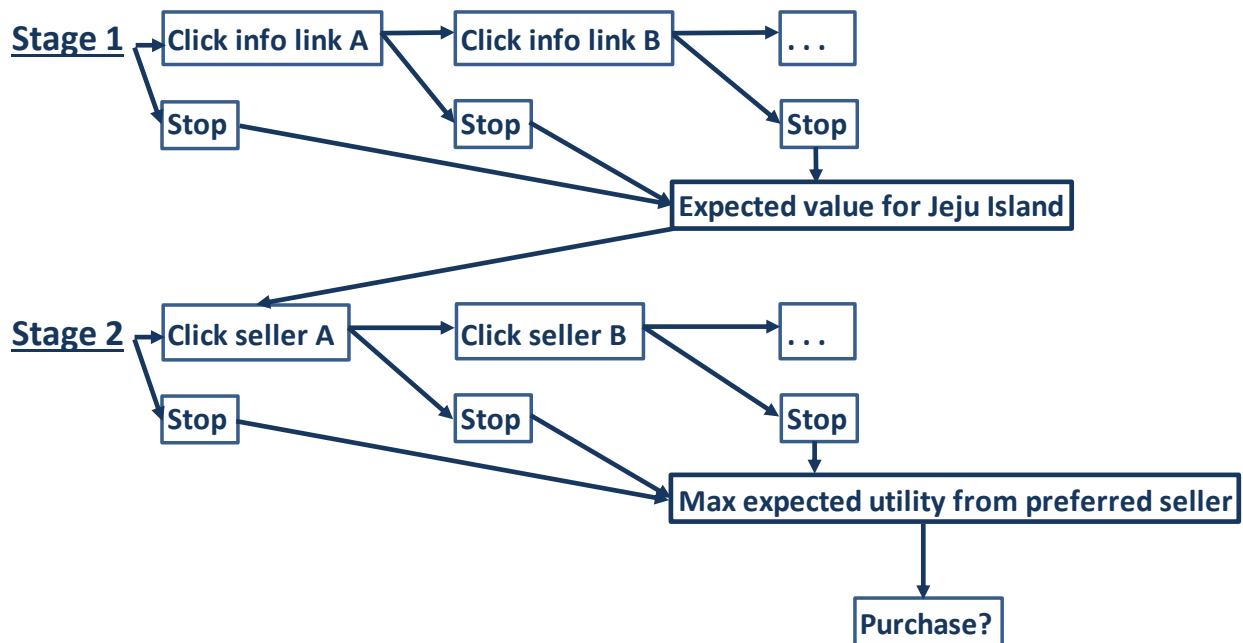 Stage 1
Click info link A
Click info link B
. . .
Stop
Stop
Stop
Expected value for Jeju Island
Stage 2
Click seller A
Click seller B
. . .
Stop
Stop
Stop
Max expected utility from preferred seller
Purchase?